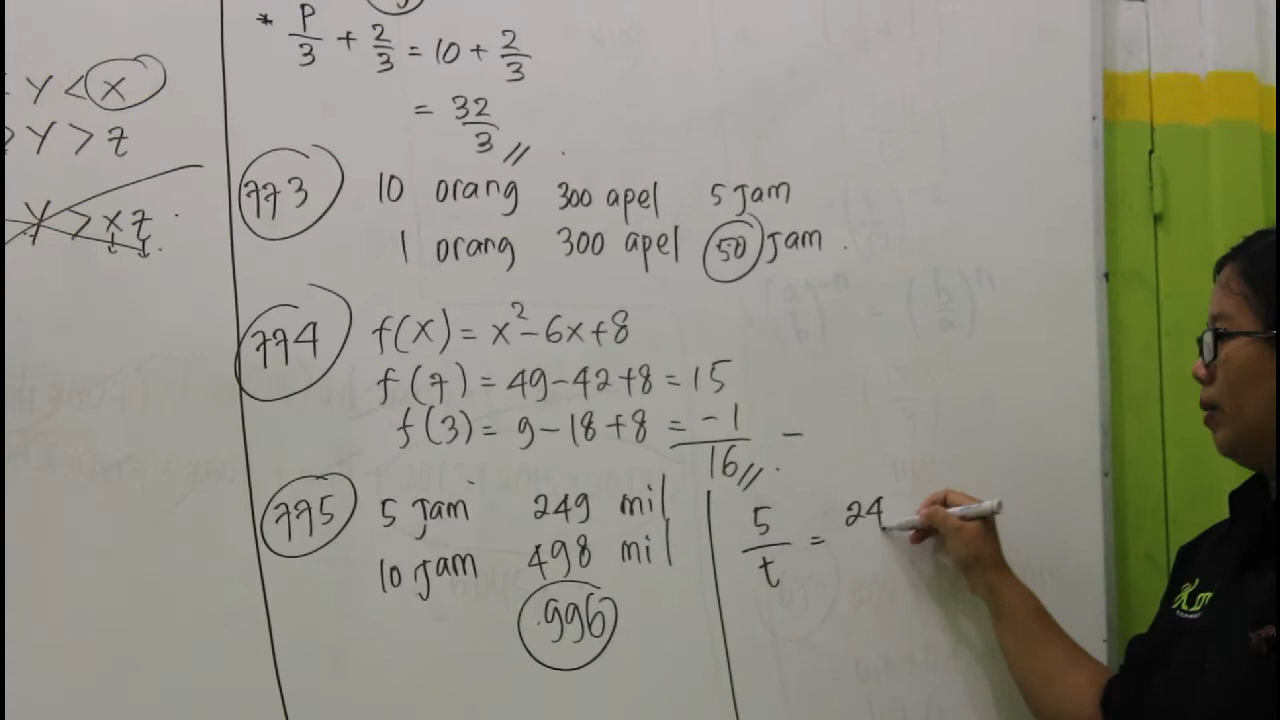 Y < x
Y > z
Y > x z .
* P/3 + 2/3 = 10 + 2/3
= 32/3 // .
773 10 orang 300 apel 5 jam
1 orang 300 apel 50 jam .
774 f(x) = x² - 6x + 8
f(7) = 49 - 42 + 8 = 15
f(3) = 9 - 18 + 8 = -1 -
16 // .
775 5 jam 249 mil
10 jam 498 mil
.996
5/t = 24